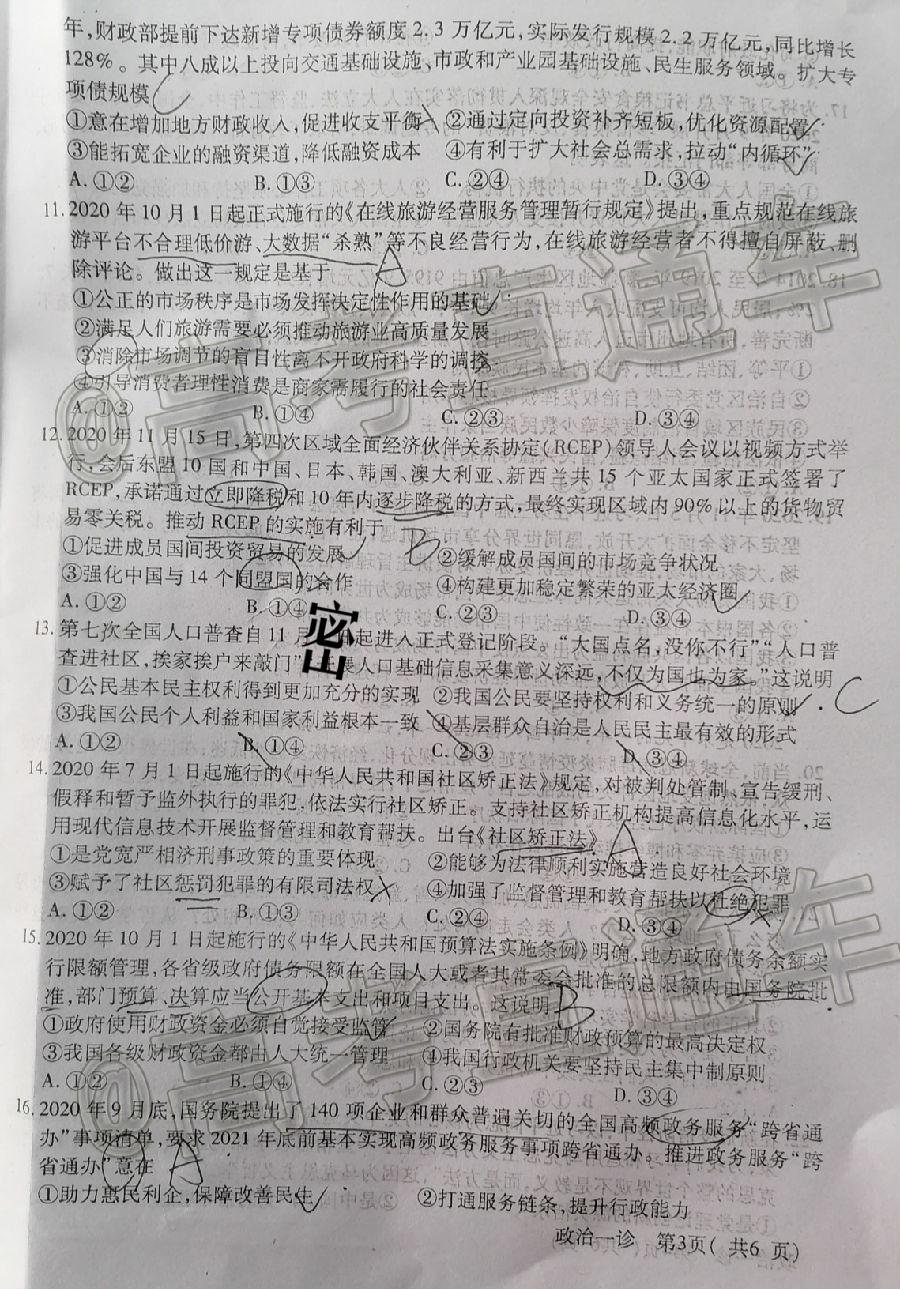 年,财政部提前下达新增专项债券额度2.3万亿元,实际发行规模2.2万亿元,同比增长
128%。其中八成以上投向交通基础设施、市政和产业园基础设施、民生服务领域。扩大专
项债规模 C
①意在增加地方财政收入,促进收支平衡 ②通过定向投资补齐短板,优化资源配置
③能拓宽企业的融资渠道,降低融资成本 ④有利于扩大社会总需求,拉动“内循环”
A.①② B.①③ C.②④ D.③④
11.2020年10月1日起正式施行的《在线旅游经营服务管理暂行规定》提出,重点规范在线旅
游平台不合理低价游、大数据“杀熟”等不良经营行为,在线旅游经营者不得擅自屏蔽、删
除评论。做出这一规定是基于 A
①公正的市场秩序是市场发挥决定性作用的基础
②满足人们旅游需要必须推动旅游业高质量发展
③消除市场调节的盲目性离不开政府科学的调控
④引导消费者理性消费是商家需履行的社会责任
A.①② B.①④ C.②③ D.③④
12.2020年11月15日,第四次区域全面经济伙伴关系协定(RCEP)领导人会议以视频方式举
行,会后东盟10国和中国、日本、韩国、澳大利亚、新西兰共15个亚太国家正式签署了
RCEP,承诺通过立即降税和10年内逐步降税的方式,最终实现区域内90%以上的货物贸
易零关税。推动RCEP的实施有利于 B
①促进成员国间投资贸易的发展 ②缓解成员国间的市场竞争状况
③强化中国与14个同盟国的合作 ④构建更加稳定繁荣的亚太经济圈
A.①② B.①④ C.②③ D.③④
13.第七次全国人口普查自11月 日起进入正式登记阶段。“大国点名,没你不行”“人口普
查进社区,挨家挨户来敲门” 展人口基础信息采集意义深远,不仅为国也为家。”这说明
①公民基本民主权利得到更加充分的实现 ②我国公民要坚持权利和义务统一的原则 C
③我国公民个人利益和国家利益根本一致 ④基层群众自治是人民民主最有效的形式
A.①② B.①④ C.②③ D.③④
14.2020年7月1日起施行的《中华人民共和国社区矫正法》规定,对被判处管制、宣告缓刑、
假释和暂予监外执行的罪犯,依法实行社区矫正。支持社区矫正机构提高信息化水平,运
用现代信息技术开展监督管理和教育帮扶。出台《社区矫正法》 A
①是党宽严相济刑事政策的重要体现 ②能够为法律顺利实施营造良好社会环境
③赋予了社区惩罚犯罪的有限司法权 ④加强了监督管理和教育帮扶以杜绝犯罪
A.①② B.①③ C.②④ D.③④
15.2020年10月1日起施行的《中华人民共和国预算法实施条例》明确,地方政府债务余额实
行限额管理,各省级政府债务限额在全国人大或者其常委会批准的总限额内由国务院批
准,部门预算、决算应当公开基本支出和项目支出。这说明 B
①政府使用财政资金必须自觉接受监管 ②国务院有批准财政预算的最高决定权
③我国各级财政资金都由人大统一管理 ④我国行政机关要坚持民主集中制原则
A.①② B.①④ C.②③ D.③④
16.2020年9月底,国务院提出了140项企业和群众普遍关切的全国高频政务服务“跨省通
办”事项清单,要求2021年底前基本实现高频政务服务事项跨省通办。推进政务服务“跨
省通办”意在 A
①助力惠民利企,保障改善民生 ②打通服务链条,提升行政能力
政治一诊 第3页(共6页)
密
@高考直通车
@高考直通车